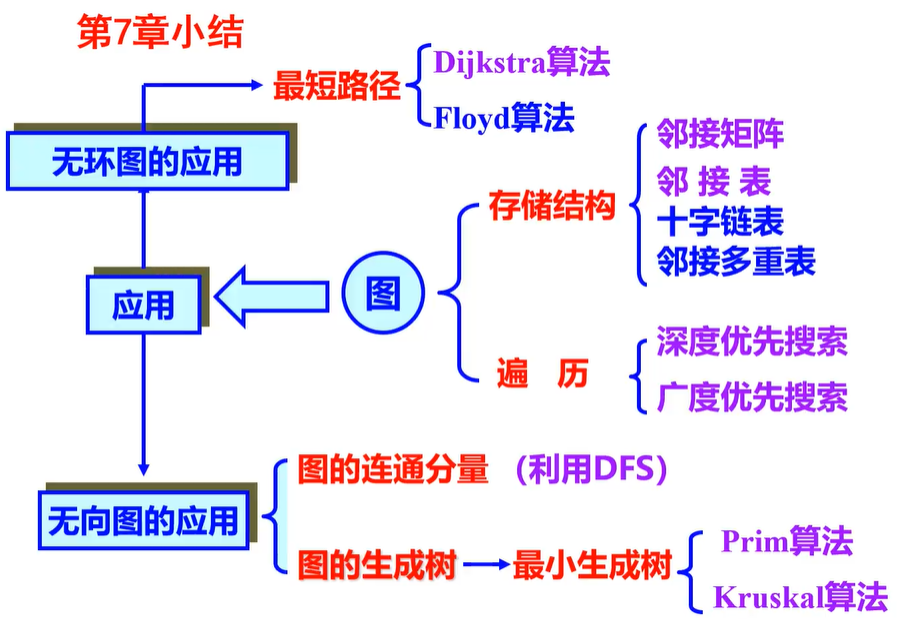 第7章小结
最短路径
Dijkstra算法
Floyd算法
无环图的应用
存储结构
邻接矩阵
邻 接 表
十字链表
邻接多重表
应用
图
遍 历
深度优先搜索
广度优先搜索
图的连通分量 （利用DFS）
无向图的应用
图的生成树
最小生成树
Prim算法
Kruskal算法